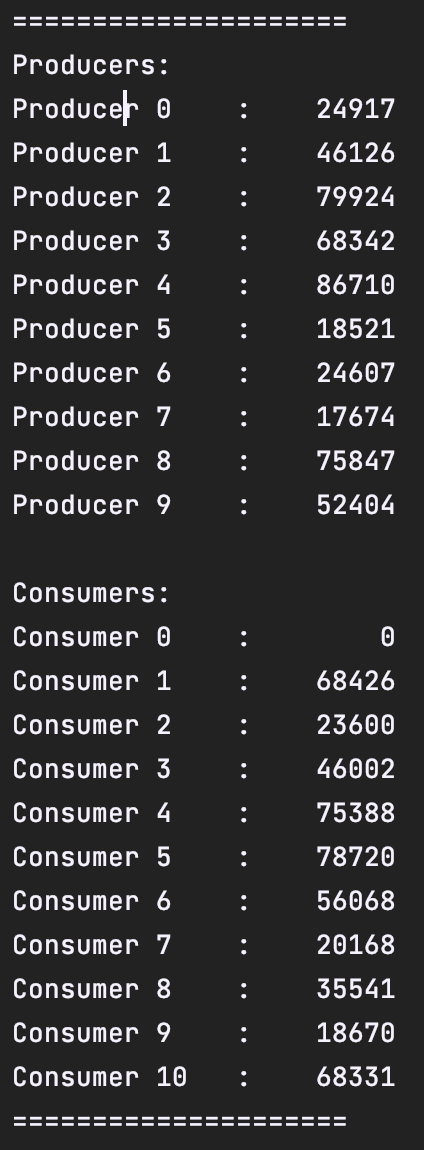 =====================
Producers:
Producer 0    :     24917
Producer 1    :     46126
Producer 2    :     79924
Producer 3    :     68342
Producer 4    :     86710
Producer 5    :     18521
Producer 6    :     24607
Producer 7    :     17674
Producer 8    :     75847
Producer 9    :     52404

Consumers:
Consumer 0    :         0
Consumer 1    :     68426
Consumer 2    :     23600
Consumer 3    :     46002
Consumer 4    :     75388
Consumer 5    :     78720
Consumer 6    :     56068
Consumer 7    :     20168
Consumer 8    :     35541
Consumer 9    :     18670
Consumer 10   :     68331
=====================